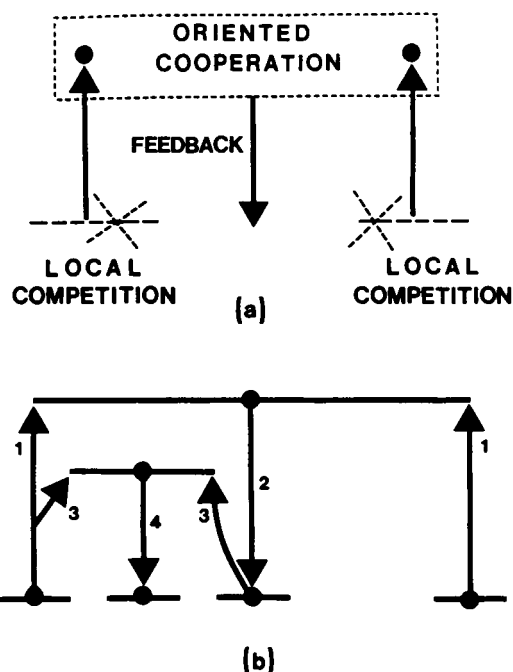 ORIENTED
COOPERATION
FEEDBACK
LOCAL
COMPETITION
LOCAL
COMPETITION
(a)
1
3
4
3
2
1
(b)